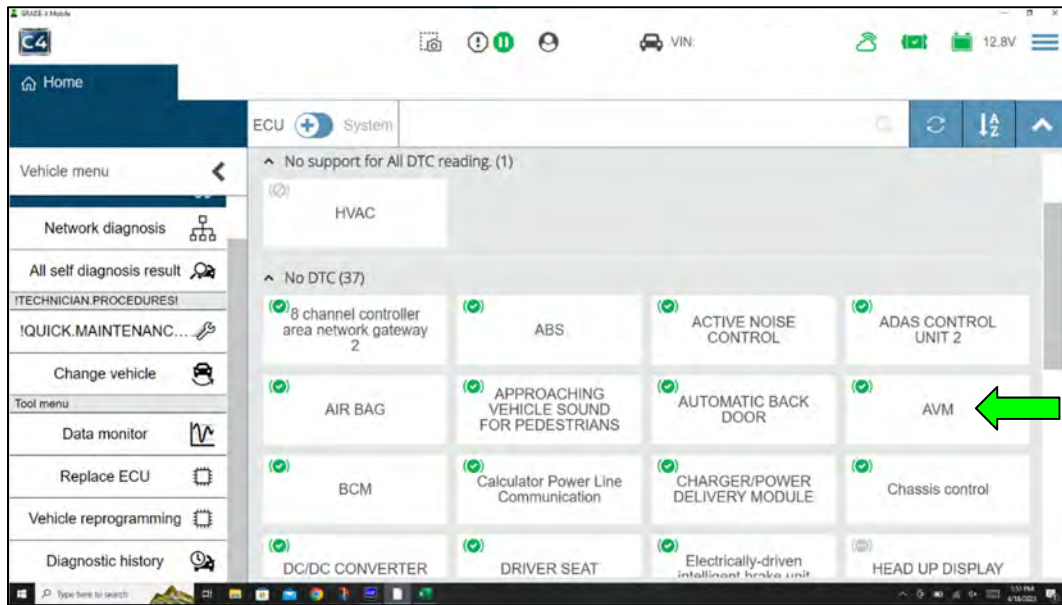 GRADE-X Mobile
C4
VIN:
12.8V
Home
ECU
System
Vehicle menu
No support for All DTC reading. (1)
HVAC
Network diagnosis
All self diagnosis result
!TECHNICIAN.PROCEDURES!
!QUICK.MAINTENANC...
Change vehicle
Tool menu
Data monitor
Replace ECU
Vehicle reprogramming
Diagnostic history
No DTC (37)
8 channel controller
area network gateway
2
ABS
ACTIVE NOISE
CONTROL
ADAS CONTROL
UNIT 2
AIR BAG
APPROACHING
VEHICLE SOUND
FOR PEDESTRIANS
AUTOMATIC BACK
DOOR
AVM
BCM
Calculator Power Line
Communication
CHARGER/POWER
DELIVERY MODULE
Chassis control
DC/DC CONVERTER
DRIVER SEAT
Electrically-driven
intelligent brake unit
HEAD UP DISPLAY
Type here to search
1:51 PM